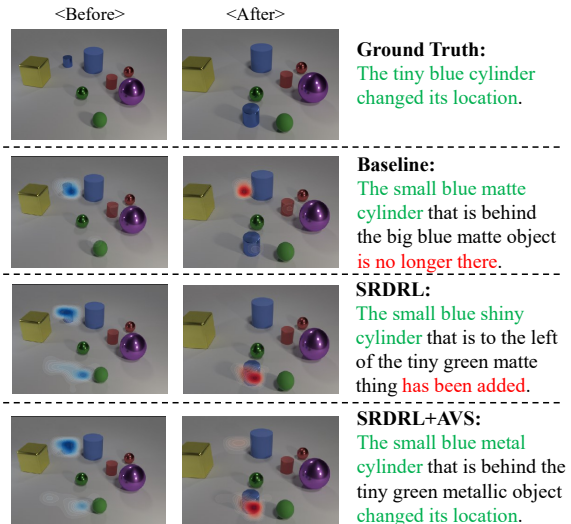 <Before>
<After>
Ground Truth:
The tiny blue cylinder
changed its location.
Baseline:
The small blue matte
cylinder that is behind
the big blue matte object
is no longer there.
SRDRL:
The small blue shiny
cylinder that is to the left
of the tiny green matte
thing has been added.
SRDRL+AVS:
The small blue metal
cylinder that is behind the
tiny green metallic object
changed its location.